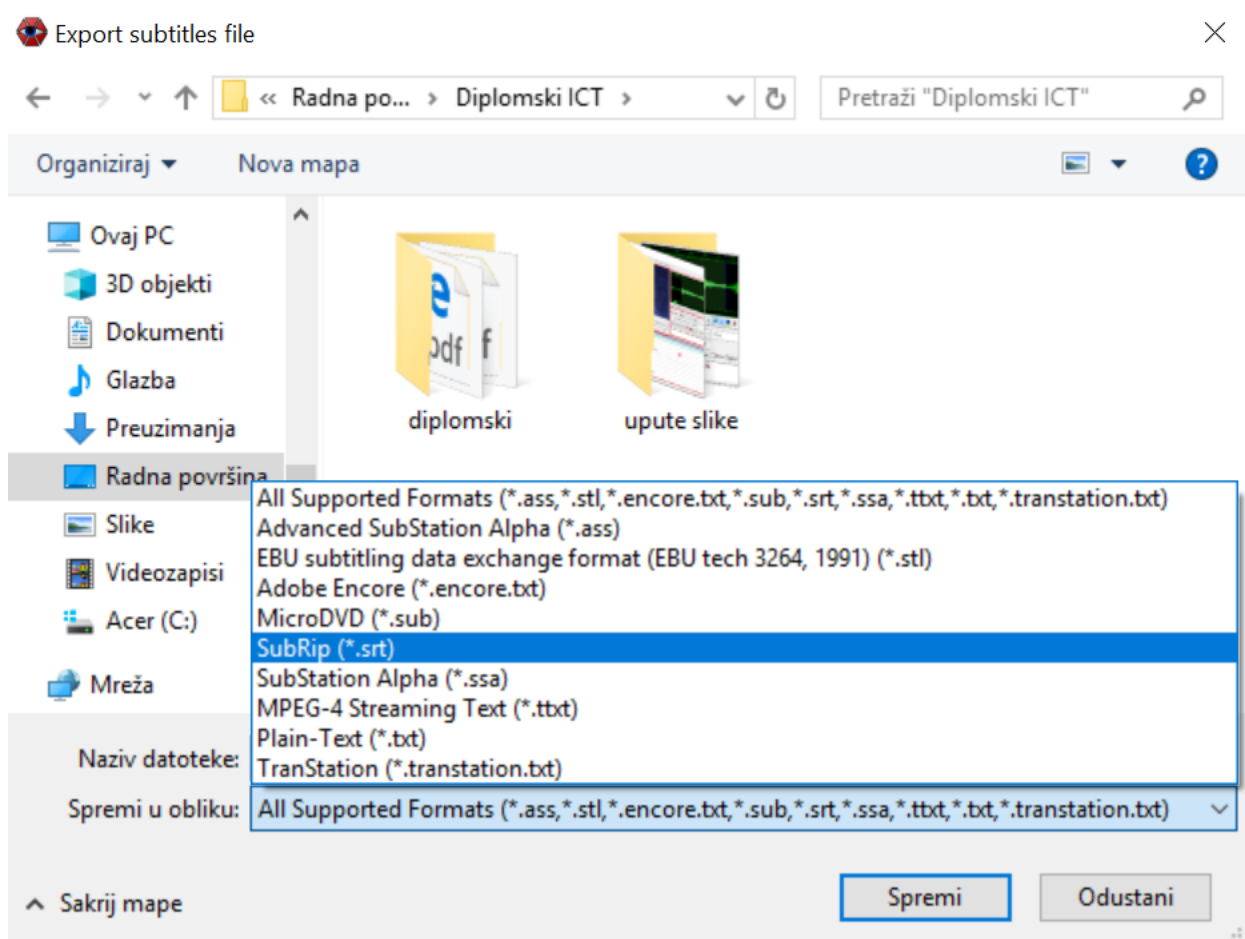 Export subtitles file
« Radna po... › Diplomski ICT ›
Pretraži "Diplomski ICT"
Organiziraj
Nova mapa
?
Ovaj PC
3D objekti
Dokumenti
Glazba
Preuzimanja
Radna površina
Slike
Videozapisi
Acer (C:)
Mreža
e
pdf
f
diplomski
upute slike
All Supported Formats (*.ass,*.stl,*.encore.txt,*.sub,*.srt,*.ssa,*.ttxt,*.txt,*.transtation.txt)
Advanced SubStation Alpha (*.ass)
EBU subtitling data exchange format (EBU tech 3264, 1991) (*.stl)
Adobe Encore (*.encore.txt)
MicroDVD (*.sub)
SubRip (*.srt)
SubStation Alpha (*.ssa)
MPEG-4 Streaming Text (*.ttxt)
Plain-Text (*.txt)
TranStation (*.transtation.txt)
Naziv datoteke:
Spremi u obliku: All Supported Formats (*.ass,*.stl,*.encore.txt,*.sub,*.srt,*.ssa,*.ttxt,*.txt,*.transtation.txt)
Sakrij mape
Spremi
Odustani